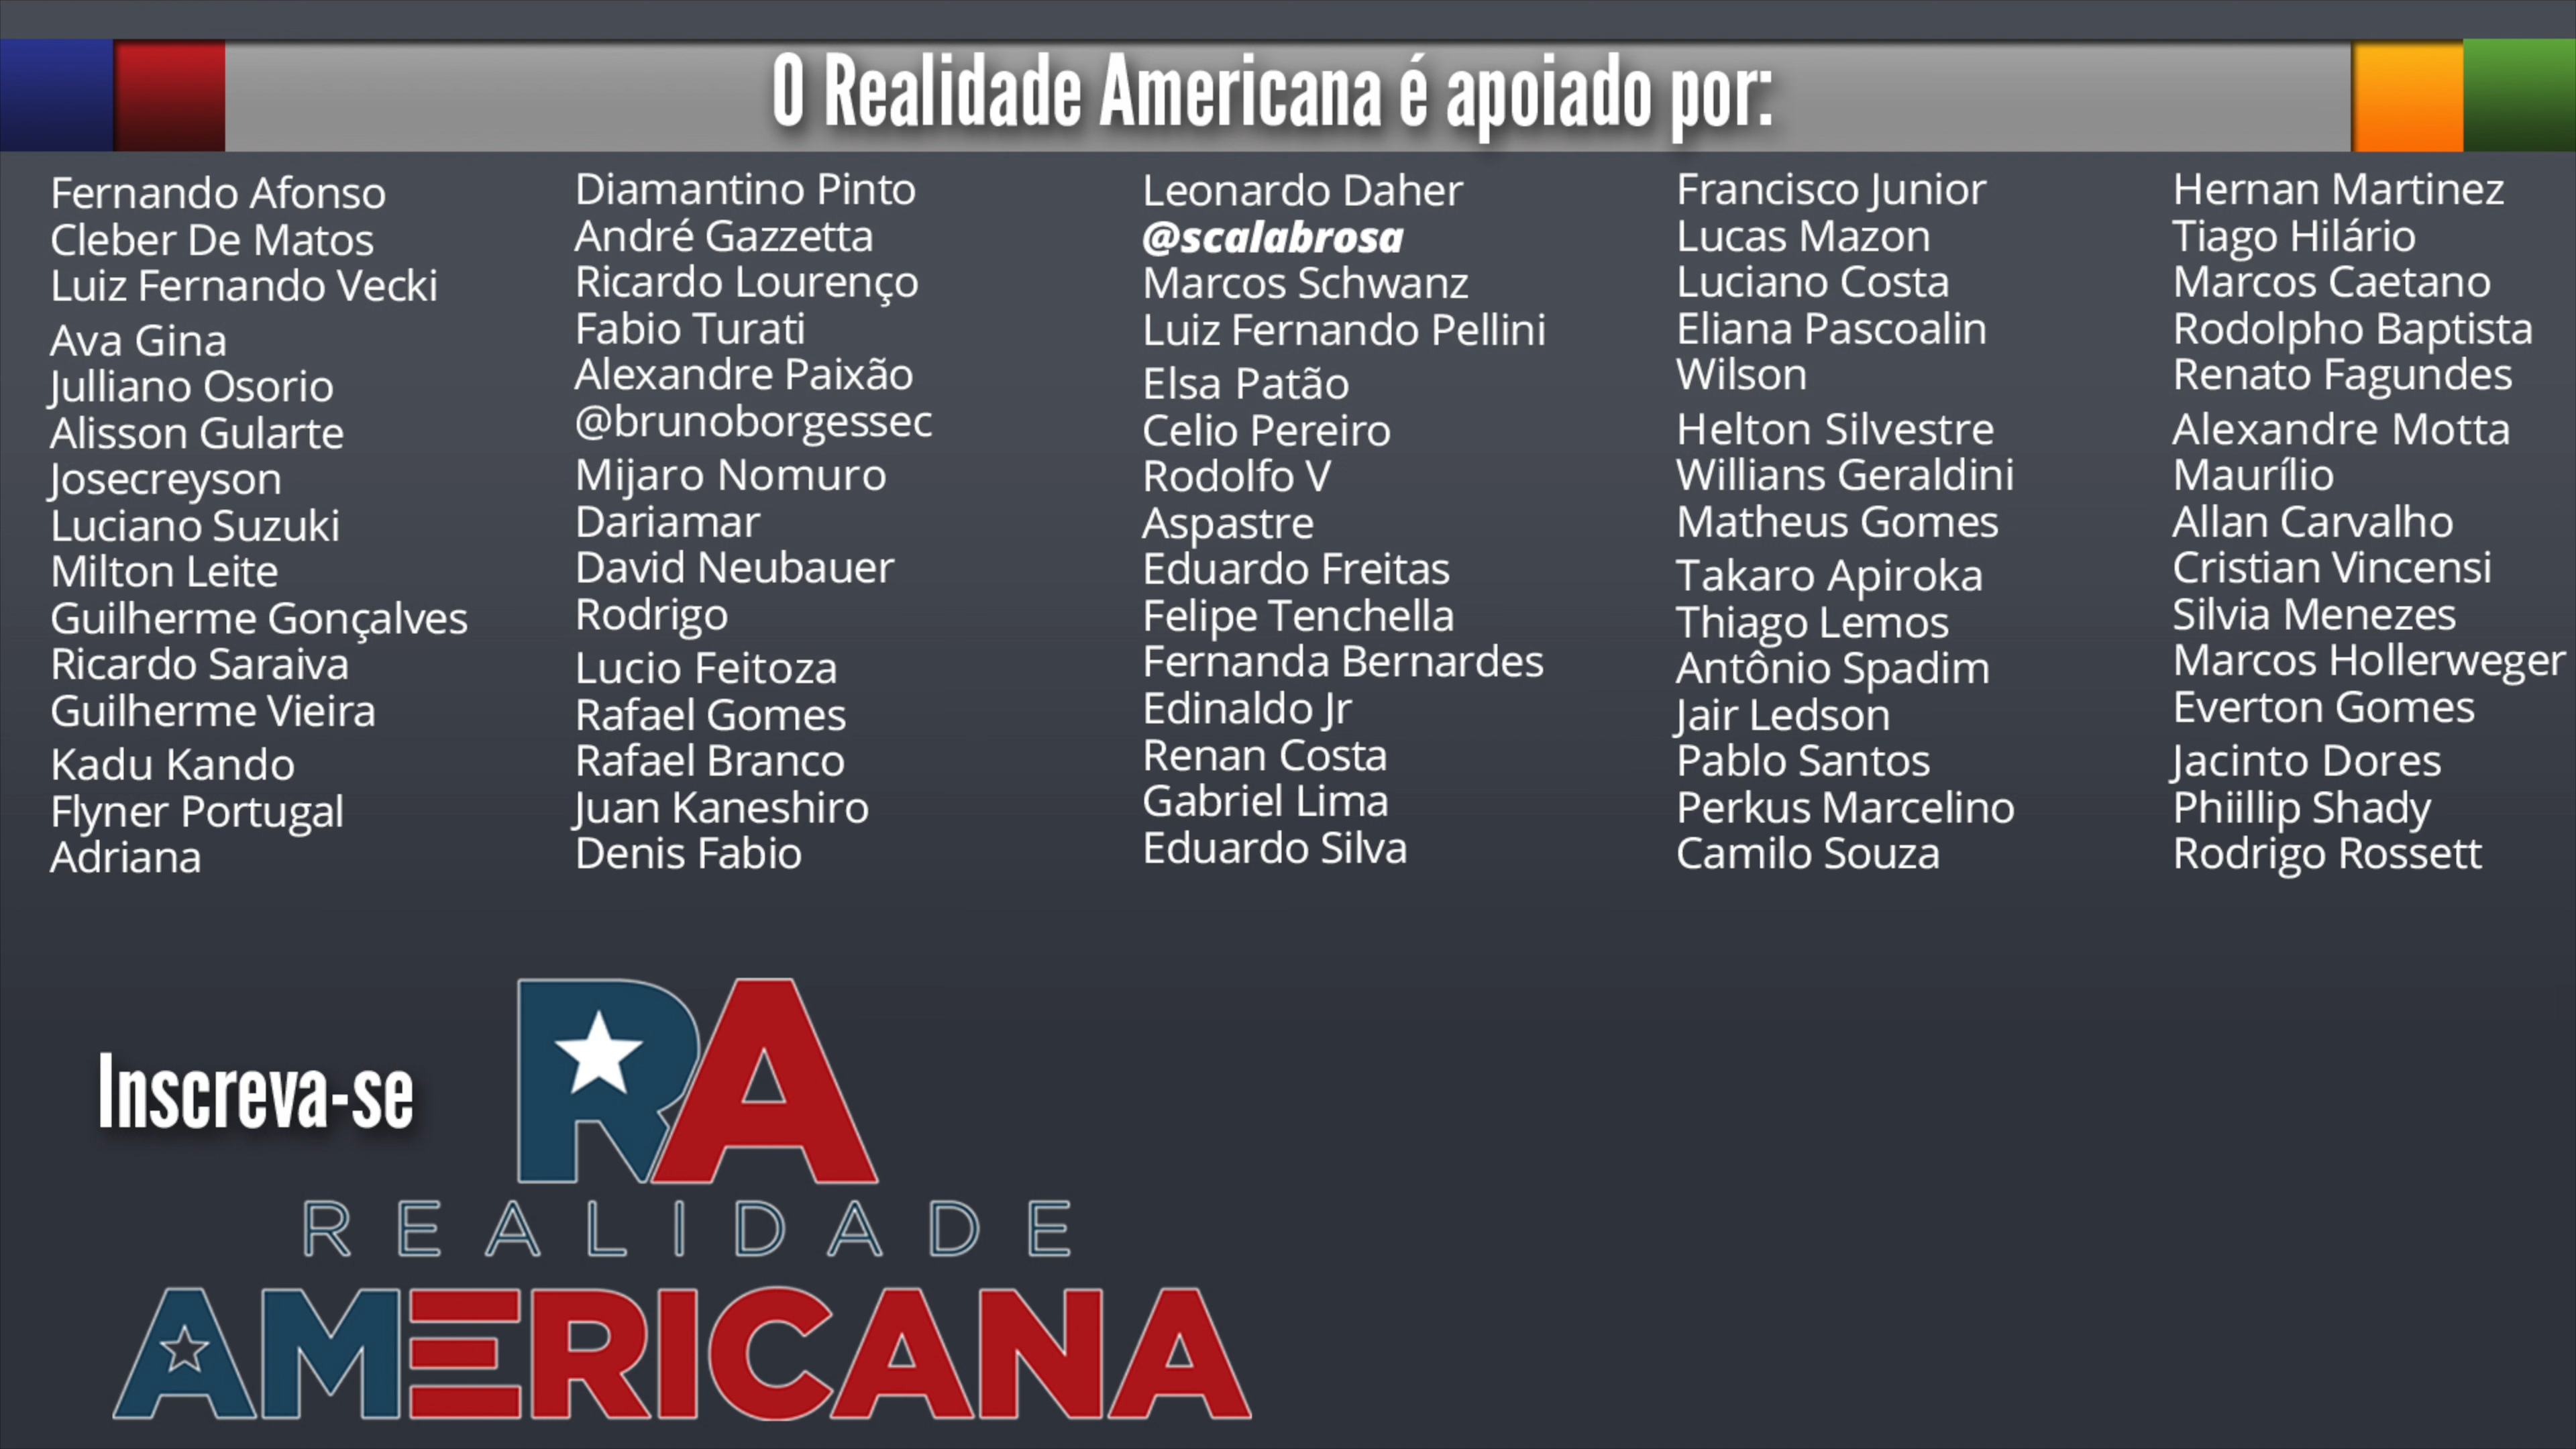 O Realidade Americana é apoiado por:
Fernando Afonso
Cleber De Matos
Luiz Fernando Vecki
Ava Gina
Julliano Osorio
Alisson Gularte
Josecreyson
Luciano Suzuki
Milton Leite
Guilherme Gonçalves
Ricardo Saraiva
Guilherme Vieira
Kadu Kando
Flyner Portugal
Adriana
Diamantino Pinto
André Gazzetta
Ricardo Lourenço
Fabio Turati
Alexandre Paixão
@brunoborgessec
Mijaro Nomuro
Dariamar
David Neubauer
Rodrigo
Lucio Feitoza
Rafael Gomes
Rafael Branco
Juan Kaneshiro
Denis Fabio
Leonardo Daher
@scalabrosa
Marcos Schwanz
Luiz Fernando Pellini
Elsa Patão
Celio Pereiro
Rodolfo V
Aspastre
Eduardo Freitas
Felipe Tenchella
Fernanda Bernardes
Edinaldo Jr
Renan Costa
Gabriel Lima
Eduardo Silva
Francisco Junior
Lucas Mazon
Luciano Costa
Eliana Pascoalin
Wilson
Helton Silvestre
Willians Geraldini
Matheus Gomes
Takaro Apiroka
Thiago Lemos
Antônio Spadim
Jair Ledson
Pablo Santos
Perkus Marcelino
Camilo Souza
Hernan Martinez
Tiago Hilário
Marcos Caetano
Rodolpho Baptista
Renato Fagundes
Alexandre Motta
Maurílio
Allan Carvalho
Cristian Vincensi
Silvia Menezes
Marcos Hollerweger
Everton Gomes
Jacinto Dores
Phiillip Shady
Rodrigo Rossett
Inscreva-se
RA
REALIDADE
AMERICANA